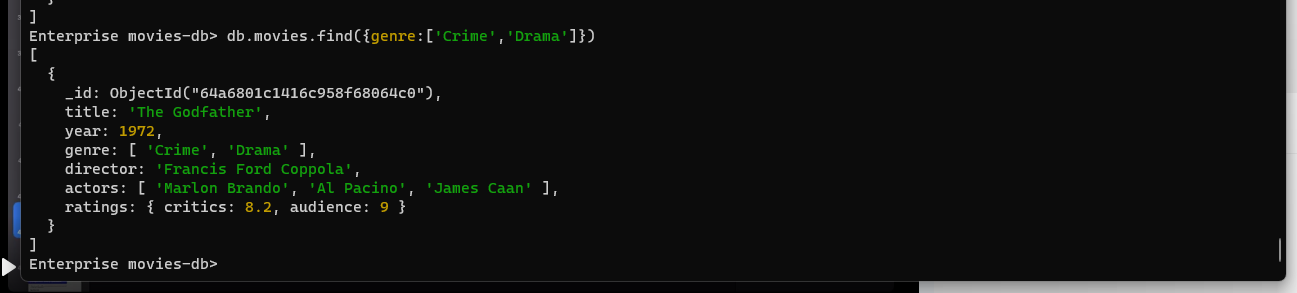 ]
Enterprise movies-db> db.movies.find({genre:['Crime','Drama']})
[
  {
    _id: ObjectId("64a6801c1416c958f68064c0"),
    title: 'The Godfather',
    year: 1972,
    genre: [ 'Crime', 'Drama' ],
    director: 'Francis Ford Coppola',
    actors: [ 'Marlon Brando', 'Al Pacino', 'James Caan' ],
    ratings: { critics: 8.2, audience: 9 }
  }
]
Enterprise movies-db>